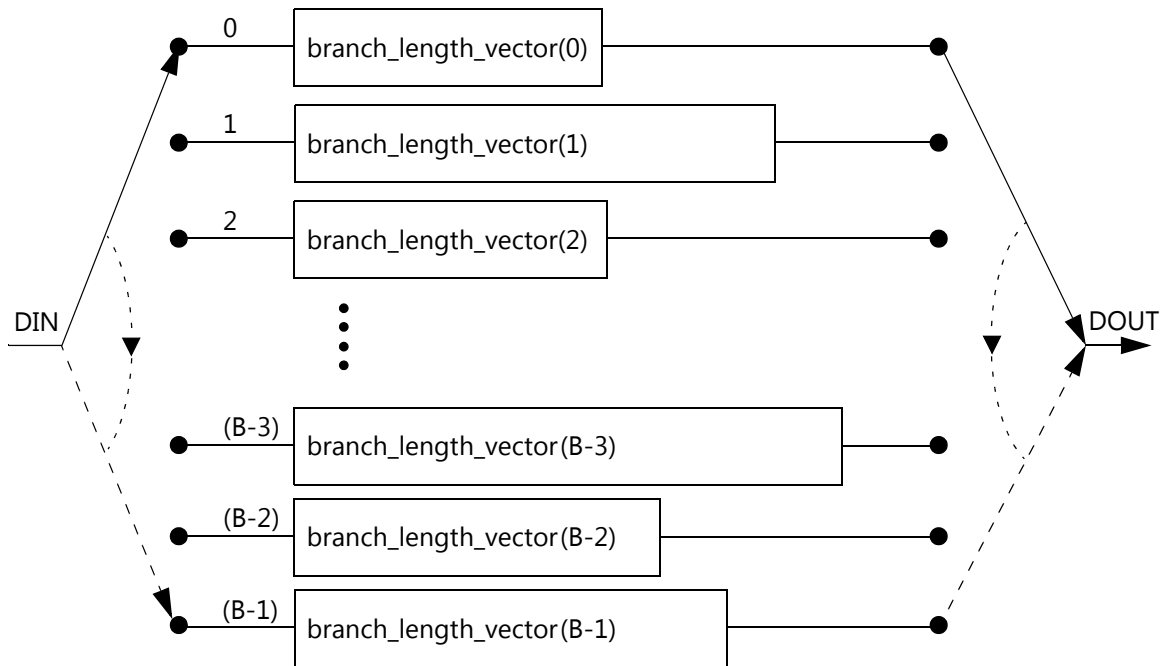 0
branch_length_vector(0)
1
branch_length_vector(1)
2
branch_length_vector(2)
DIN
DOUT
(B-3)
branch_length_vector(B-3)
(B-2)
branch_length_vector(B-2)
(B-1)
branch_length_vector(B-1)